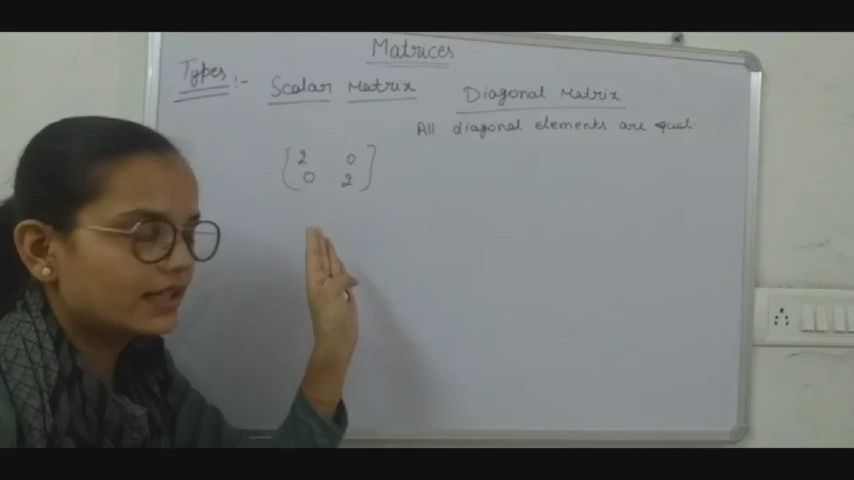 Matrices
Types :- Scalar Matrix Diagonal Matrix
All diagonal elements are equal.
2 0
0 2